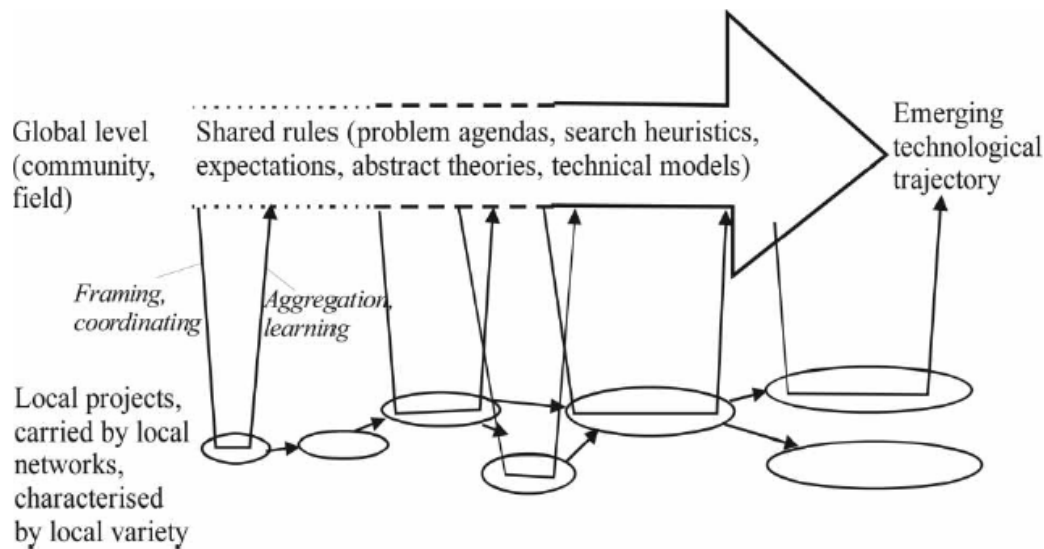 Global level
(community,
field)
Shared rules (problem agendas, search heuristics,
expectations, abstract theories, technical models)
Emerging
technological
trajectory
Framing,
coordinating
Aggregation,
learning
Local projects,
carried by local
networks,
characterised
by local variety